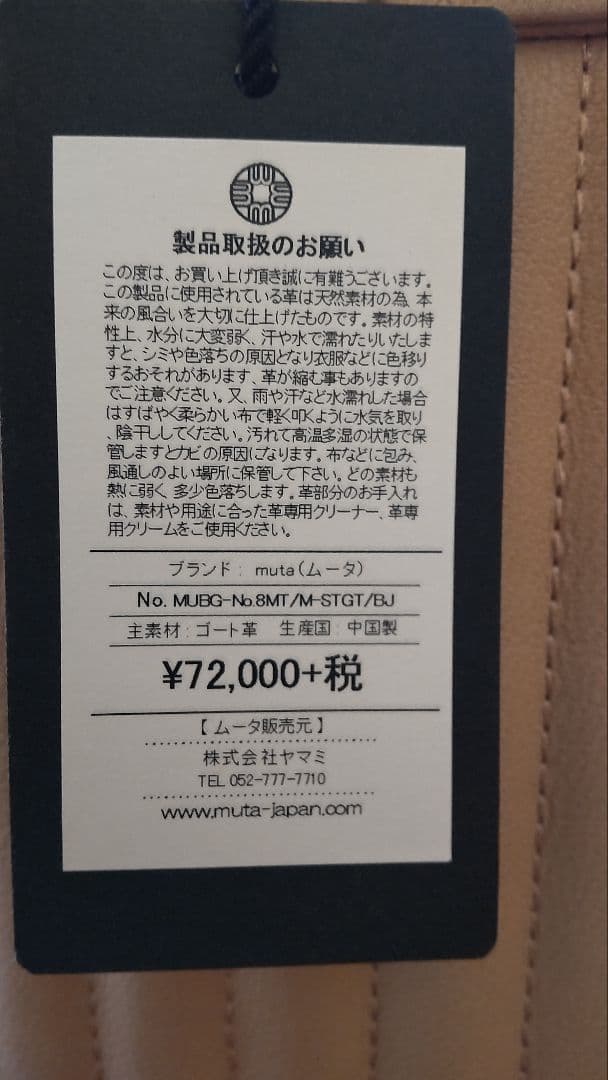 製品取扱のお願い
この度は、お買い上げ頂き誠に有難うございます。
この製品に使用されている革は天然素材の為、本
来の風合いを大切に仕上げたものです。素材の特
性上、水分に大変弱く、汗や水で濡れたりいたしま
すと、シミや色落ちの原因となり衣服などに色移り
するおそれがあります、革が縮む事もありますの
でご注意ください。又、雨や汗など水濡れした場合
はすばやく柔らかい布で軽く叩くように水気を取り
、陰干ししてください。汚れて高温多湿の状態で保
管しますとカビの原因になります。布などに包み、
風通しのよい場所に保管して下さい。どの素材も
熱に弱く、多少色落ちします。革部分のお手入れ
は、素材や用途に合った革専用クリーナー、革専
用クリームをご使用ください。
ブランド: muta(ムータ)
No. MUBG-No.8MT/M-STGT/BJ
主素材:ゴート革 生産国:中国製
¥72,000+税
【 ムータ販売元 】
株式会社ヤマミ
TEL 052-777-7710
www.muta-japan.com